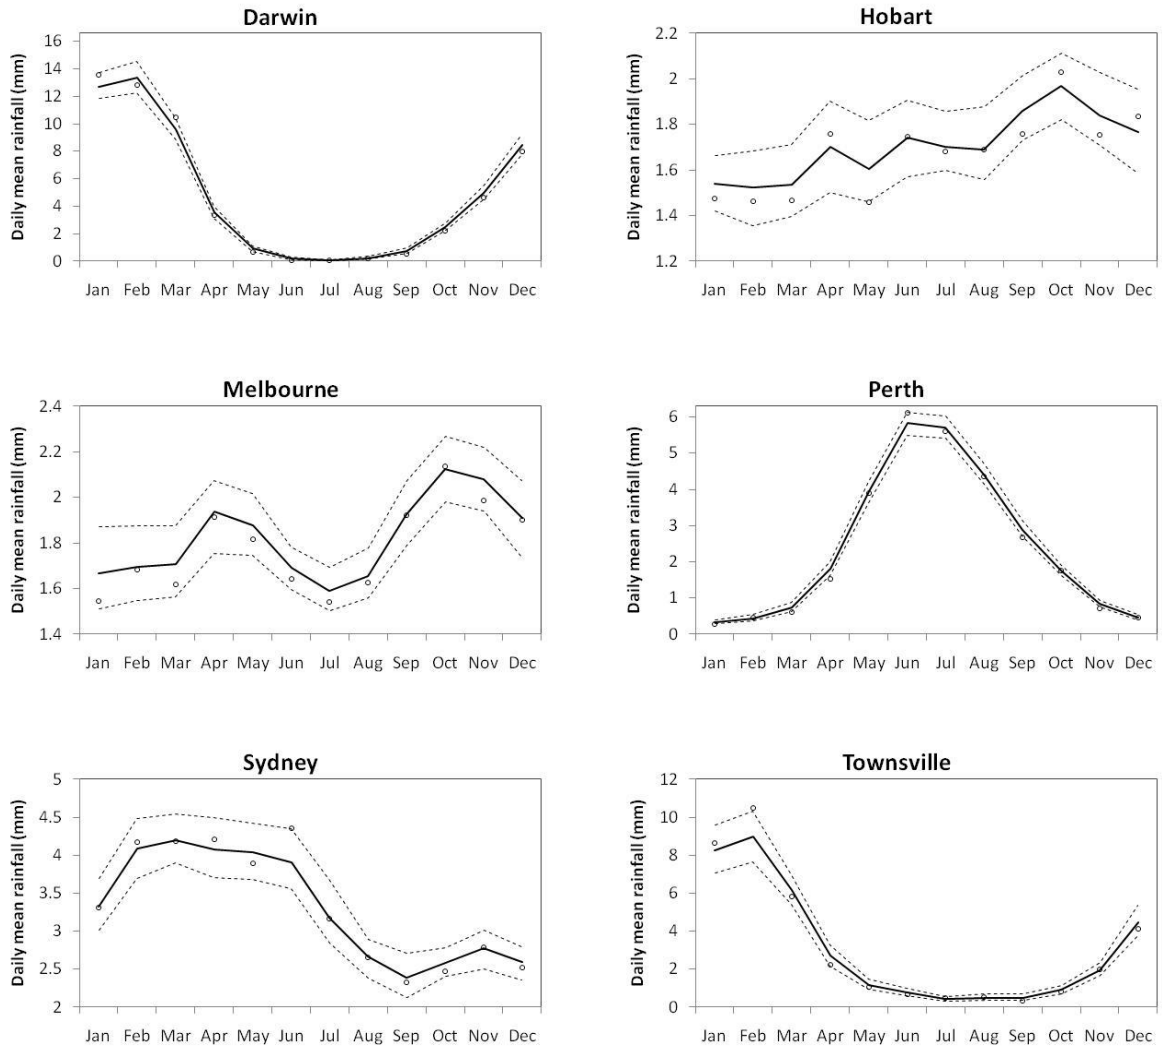 Darwin
Daily mean rainfall (mm)
16
14
12
10
8
6
4
2
0
Jan Feb Mar Apr May Jun Jul Aug Sep Oct Nov Dec
Hobart
Daily mean rainfall (mm)
2.2
2
1.8
1.6
1.4
1.2
Jan Feb Mar Apr May Jun Jul Aug Sep Oct Nov Dec
Melbourne
Daily mean rainfall (mm)
2.4
2.2
2
1.8
1.6
1.4
Jan Feb Mar Apr May Jun Jul Aug Sep Oct Nov Dec
Perth
Daily mean rainfall (mm)
6
5
4
3
2
1
0
Jan Feb Mar Apr May Jun Jul Aug Sep Oct Nov Dec
Sydney
Daily mean rainfall (mm)
5
4.5
4
3.5
3
2.5
2
Jan Feb Mar Apr May Jun Jul Aug Sep Oct Nov Dec
Townsville
Daily mean rainfall (mm)
12
10
8
6
4
2
0
Jan Feb Mar Apr May Jun Jul Aug Sep Oct Nov Dec